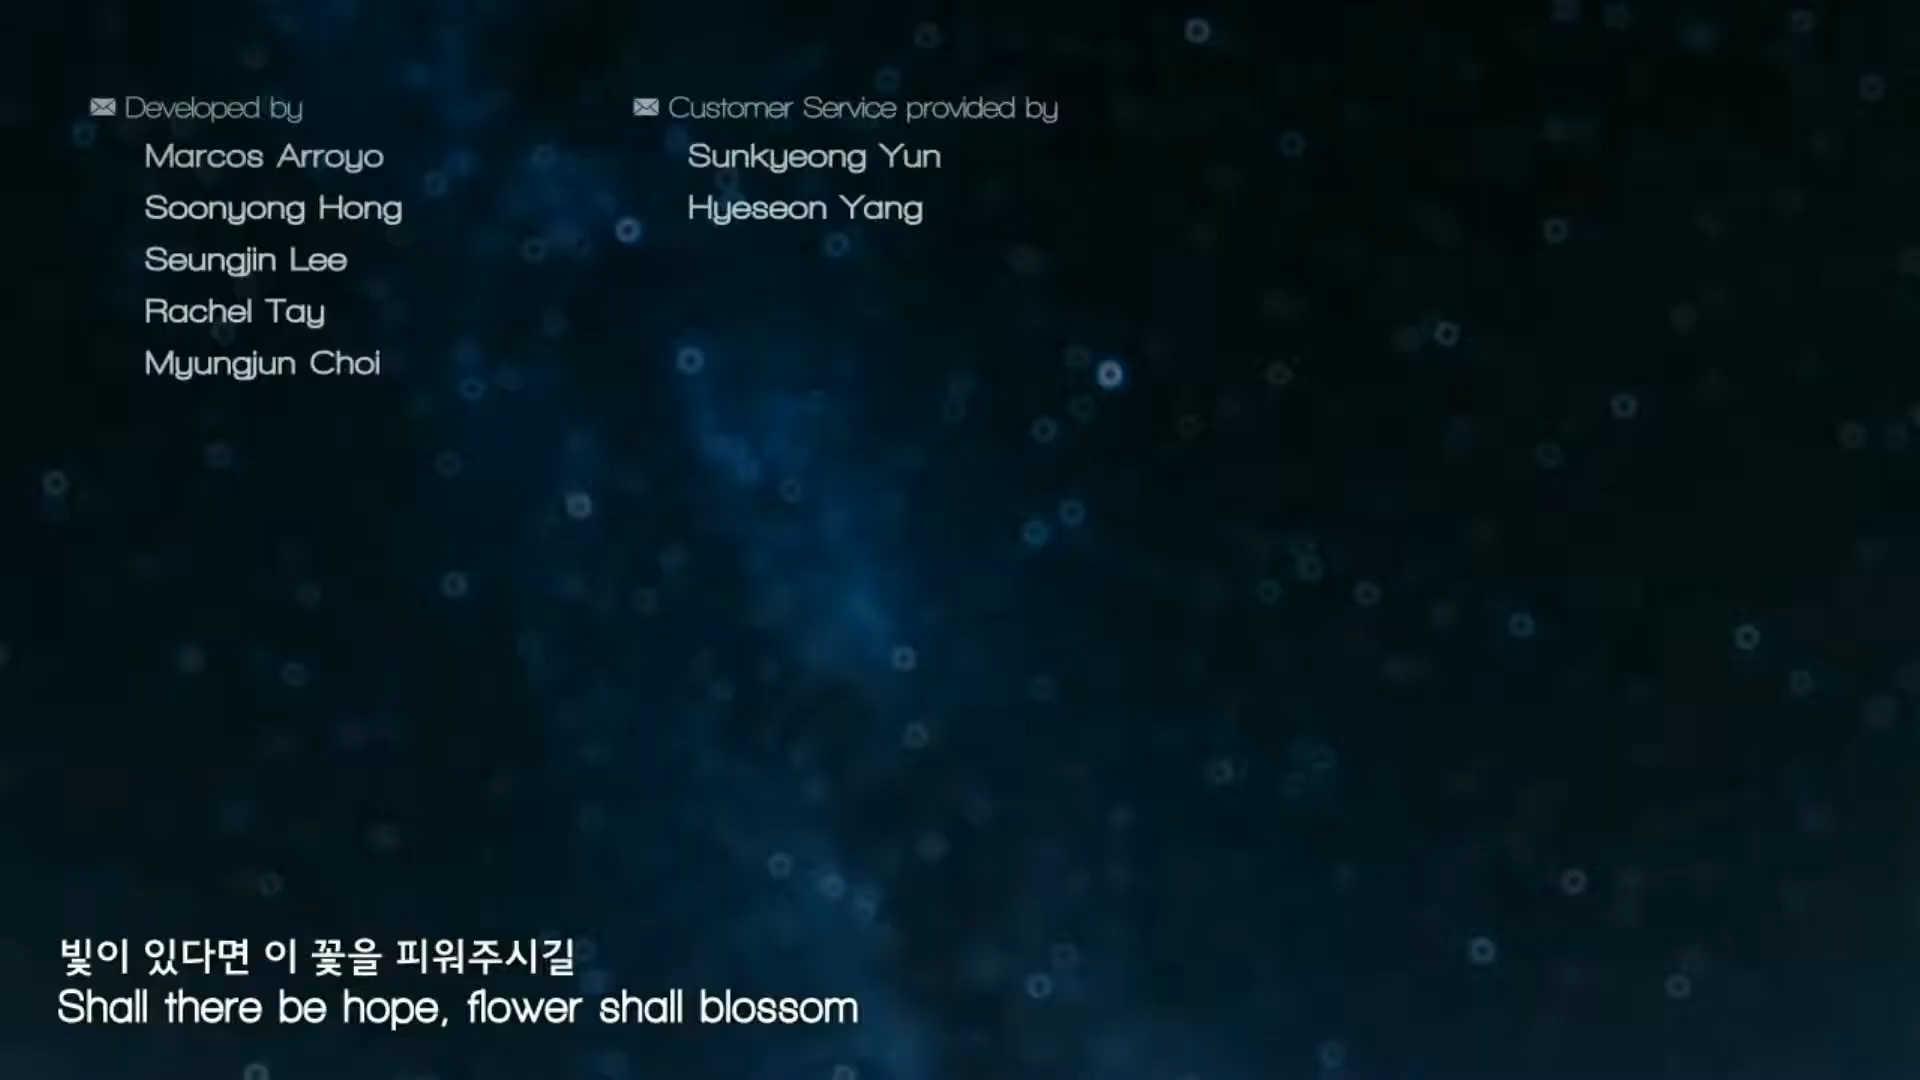 Developed by
Marcos Arroyo
Soonyong Hong
Seungjin Lee
Rachel Tay
Myungjun Choi
Customer Service provided by
Sunkyeong Yun
Hyeseon Yang
빛이 있다면 이 꽃을 피워주시길
Shall there be hope, flower shall blossom